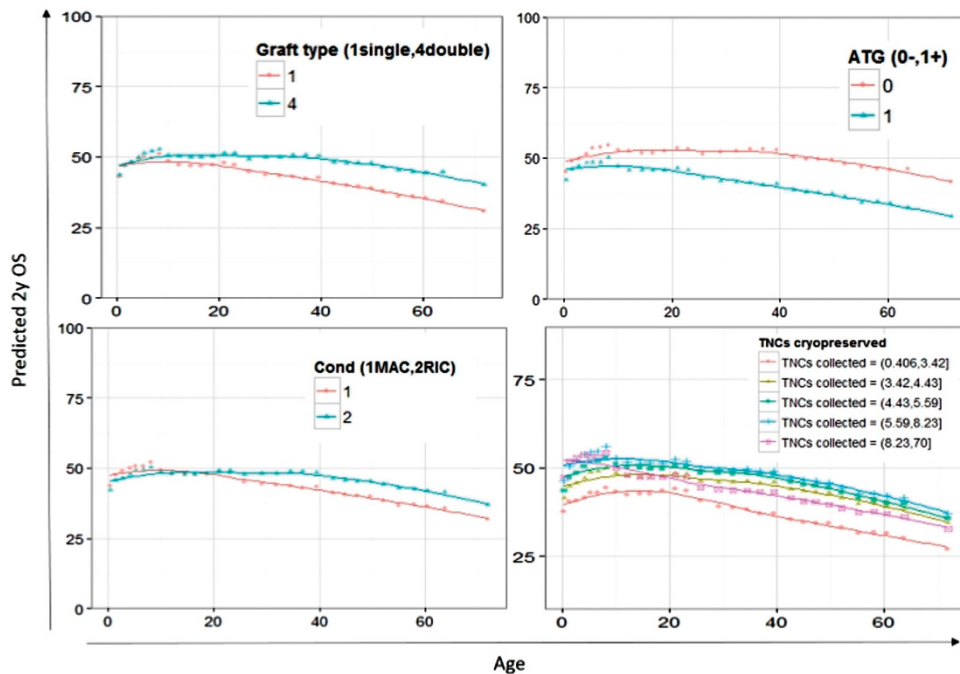 Predicted 2y OS
100
75
50
25
0
Graft type (1single,4double)
1
4
0 20 40 60
100
75
50
25
0
ATG (0-,1+)
0
1
0 20 40 60
100
75
50
25
0
Cond (1MAC,2RIC)
1
2
0 20 40 60
75
50
25
TNCs cryopreserved
TNCs collected = (0.406,3.42]
TNCs collected = (3.42,4.43]
TNCs collected = (4.43,5.59]
TNCs collected = (5.59,8.23]
TNCs collected = (8.23,70]
0 20 40 60
Age